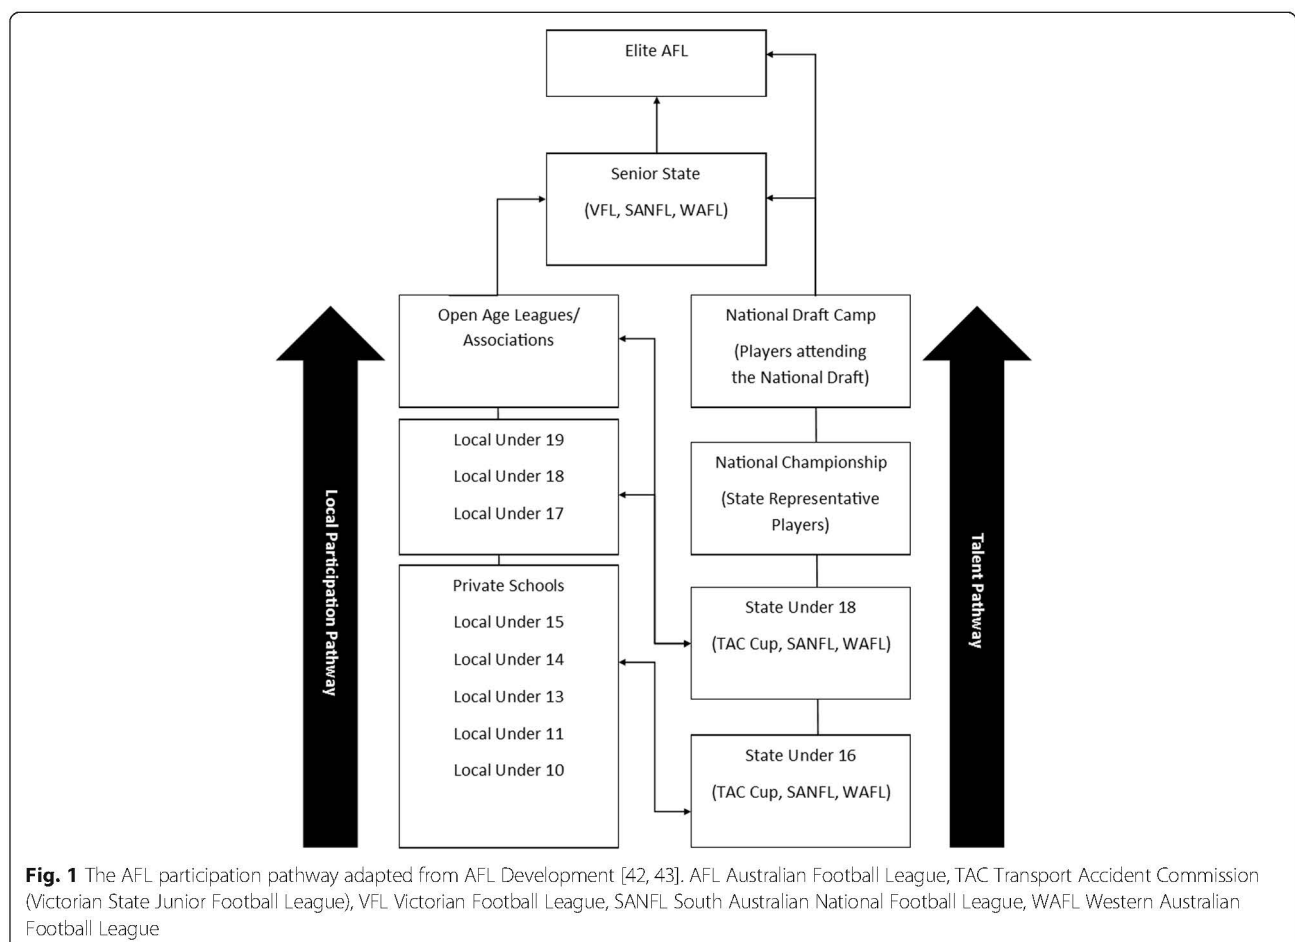 Elite AFL
Senior State
(VFL, SANFL, WAFL)
Open Age Leagues/
Associations
National Draft Camp
(Players attending
the National Draft)
Local Under 19
Local Under 18
Local Under 17
National Championship
(State Representative
Players)
Private Schools
Local Under 15
Local Under 14
Local Under 13
Local Under 11
Local Under 10
State Under 18
(TAC Cup, SANFL, WAFL)
State Under 16
(TAC Cup, SANFL, WAFL)
Local Participation Pathway
Talent Pathway
Fig. 1 The AFL participation pathway adapted from AFL Development [42, 43]. AFL Australian Football League, TAC Transport Accident Commission
(Victorian State Junior Football League), VFL Victorian Football League, SANFL South Australian National Football League, WAFL Western Australian
Football League